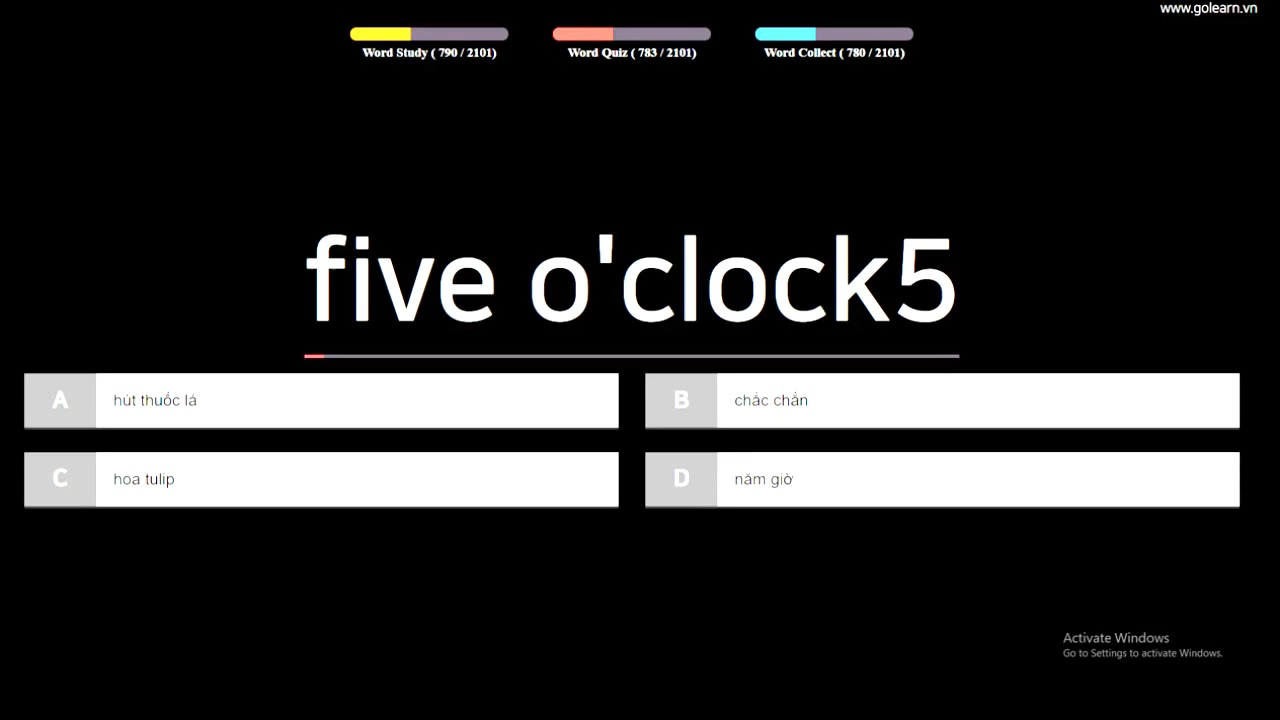 www.golearn.vn
Word Study ( 790 / 2101)
Word Quiz ( 783 / 2101)
Word Collect ( 780 / 2101)
five o'clock5
A hút thuốc lá
B chắc chắn
C hoa tulip
D năm giờ
Activate Windows
Go to Settings to activate Windows.